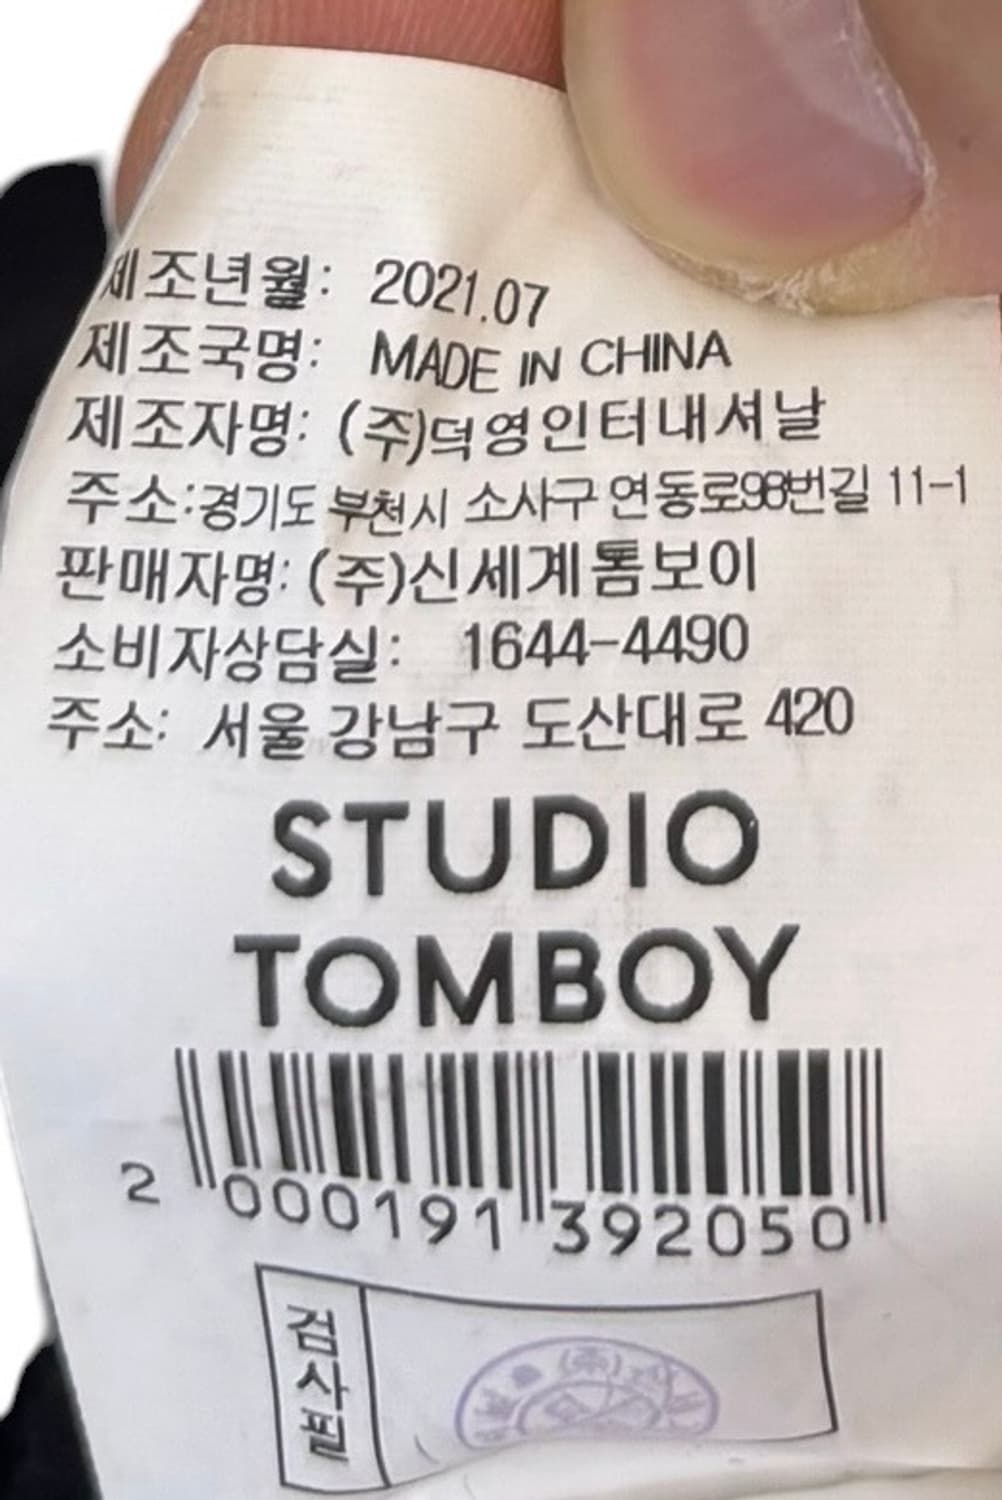 제조년월: 2021.07
제조국명: MADE IN CHINA
제조자명: (주)덕영인터내셔날
주소:경기도 부천시 소사구 연동로98번길 11-1
판매자명: (주)신세계톰보이
소비자상담실: 1644-4490
주소: 서울 강남구 도산대로 420
STUDIO
TOMBOY
2 000191 392050
검사필
(주)